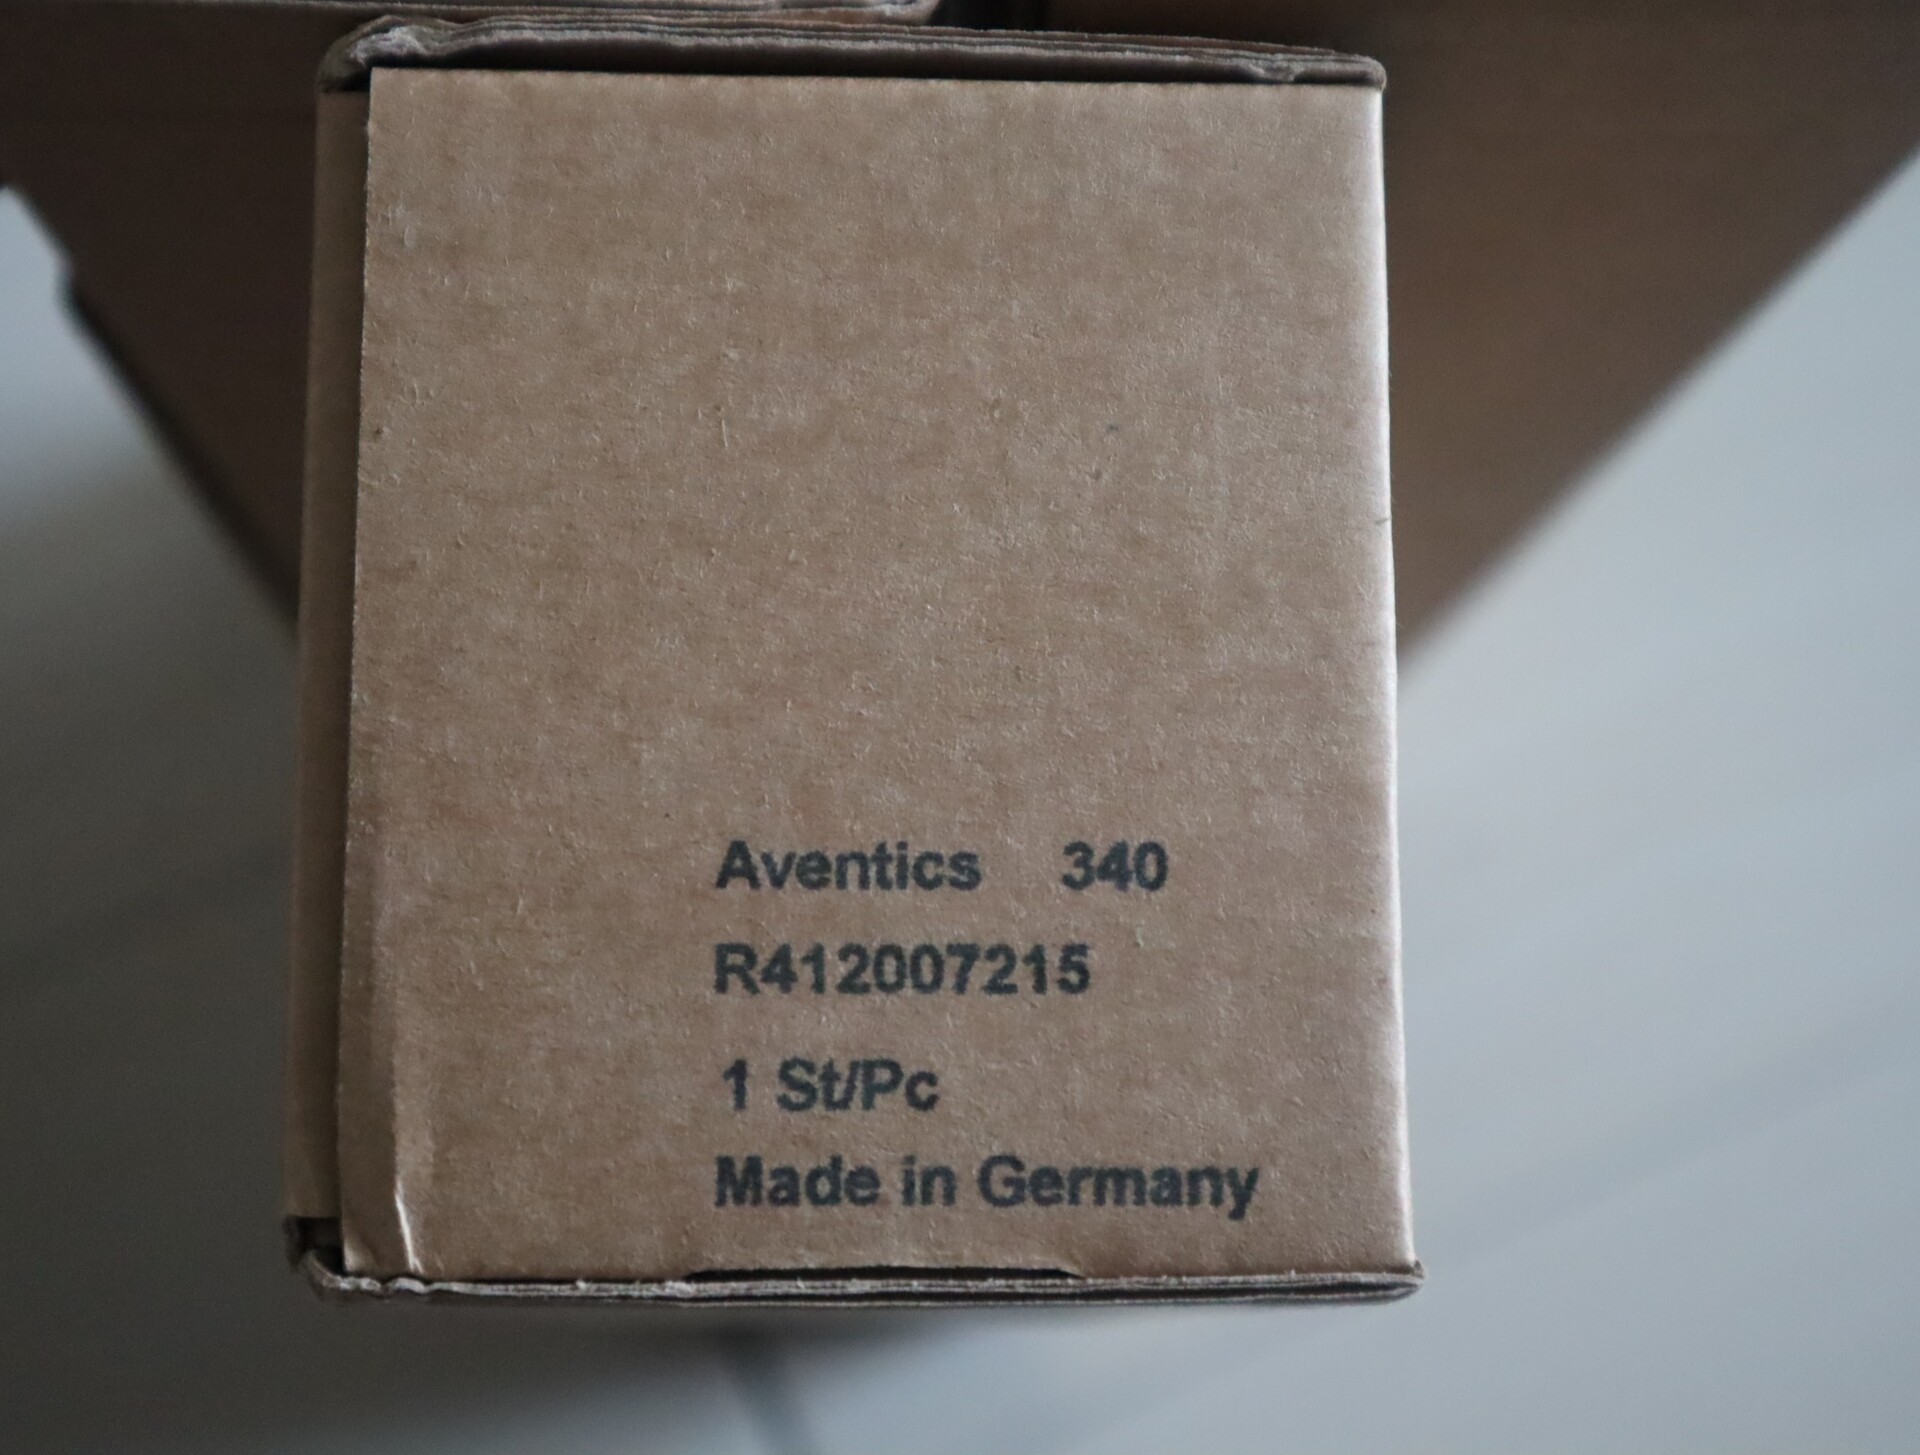 Aventics 340
R412007215
1 St/Pc
Made in Germany